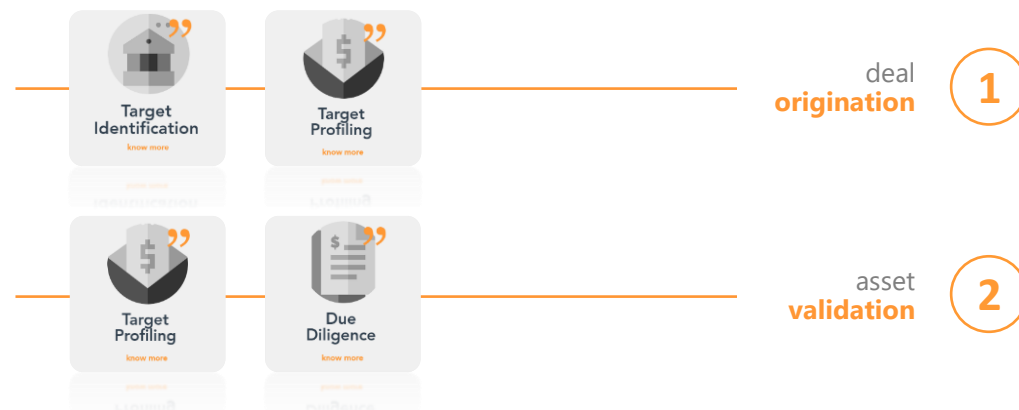 Target
Identification
know more
Target
Profiling
know more
deal
origination
1
Target
Profiling
know more
$
Due
Diligence
know more
asset
validation
2